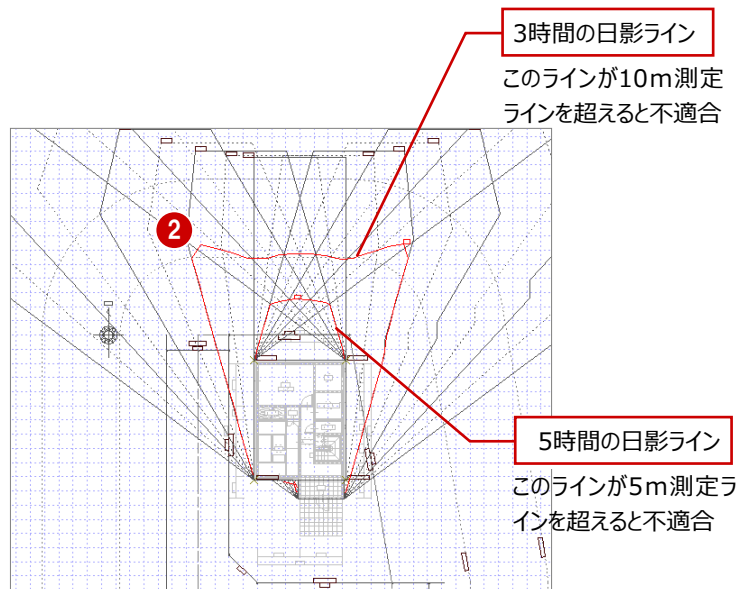 3時間の日影ライン
このラインが10m測定
ラインを超えると不適合
2
5時間の日影ライン
このラインが5m測定ラ
インを超えると不適合